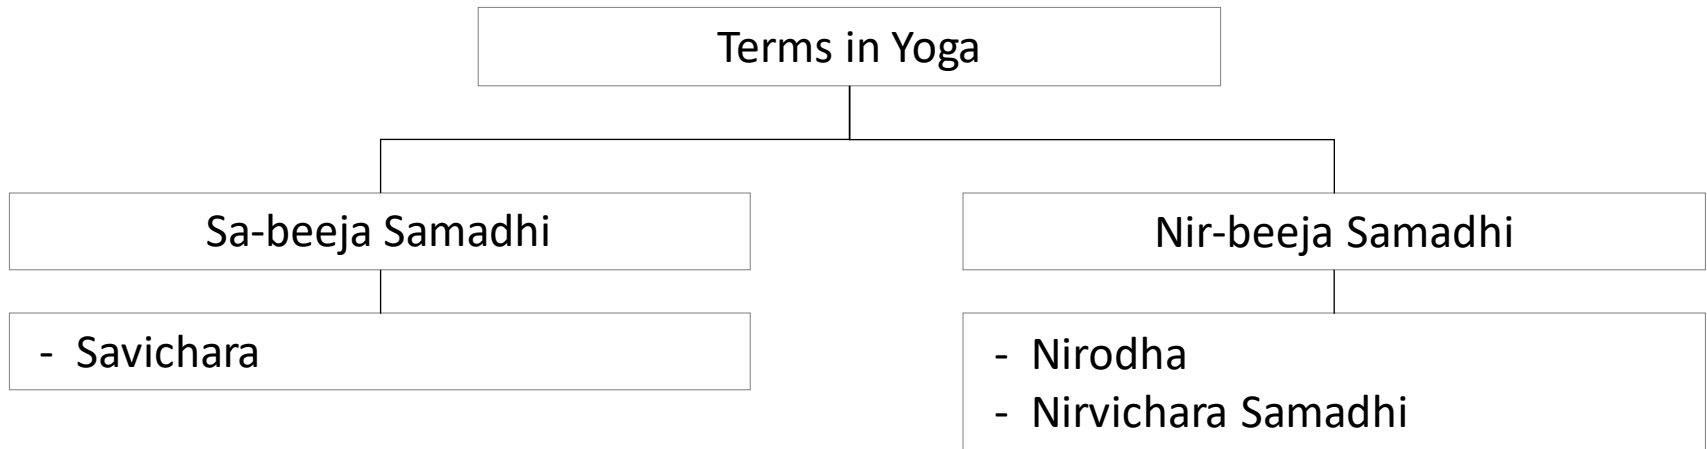 Terms in Yoga
Sa-beeja Samadhi
Nir-beeja Samadhi
- Savichara
- Nirodha
- Nirvichara Samadhi